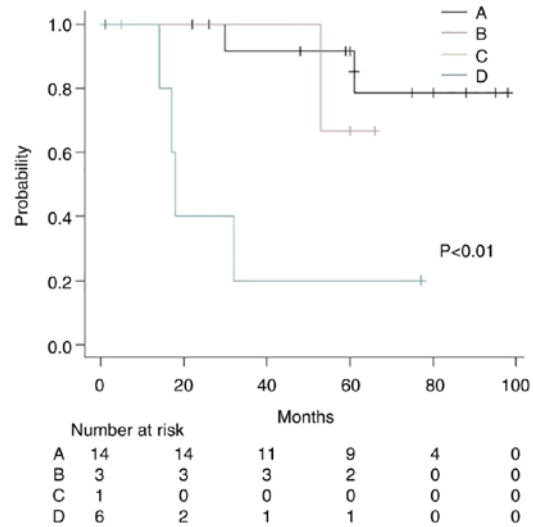 A
B
C
D
1.0
0.8
0.6
0.4
0.2
0.0
Probability
P<0.01
0 20 40 60 80 100
Months
Number at risk
A 14 14 11 9 4 0
B 3 3 3 2 0 0
C 1 0 0 0 0 0
D 6 2 1 1 0 0